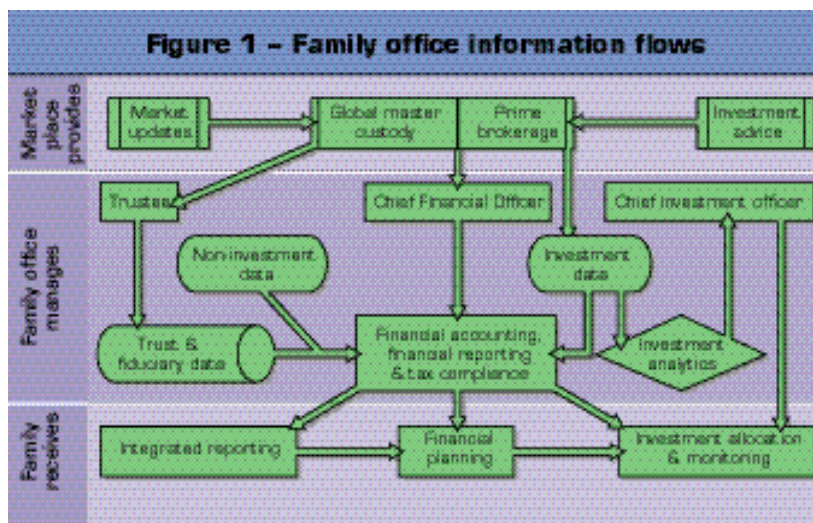 Figure 1 – Family office information flows
Market
place
provides
Market
updates
Global master
custody
Prime
brokerage
Investment
advice
Family office
manages
Trustee
Chief Financial Officer
Chief investment officer
Non-investment
data
Investment
data
Trust &
fiduciary data
Financial accounting,
financial reporting
& tax compliance
Investment
analytics
Family
receives
Integrated reporting
Financial
planning
Investment allocation
& monitoring